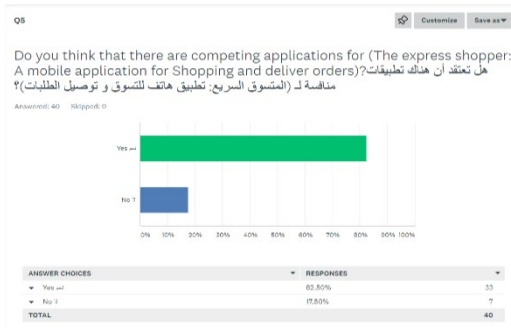 Q5
Customize Save as▼
Do you think that there are competing applications for (The express shopper:
A mobile application for Shopping and deliver orders)?هل تعتقد أن هناك تطبيقات
منافسة لـ (المتسوق السريع: تطبيق هاتف للتسوق و توصيل الطلبات)؟
Answered: 40 Skipped: 0
Yes نعم
No لا
0% 10% 20% 30% 40% 50% 60% 70% 80% 90% 100%
ANSWER CHOICES RESPONSES
Yes نعم 82.50% 33
No لا 17.50% 7
TOTAL 40